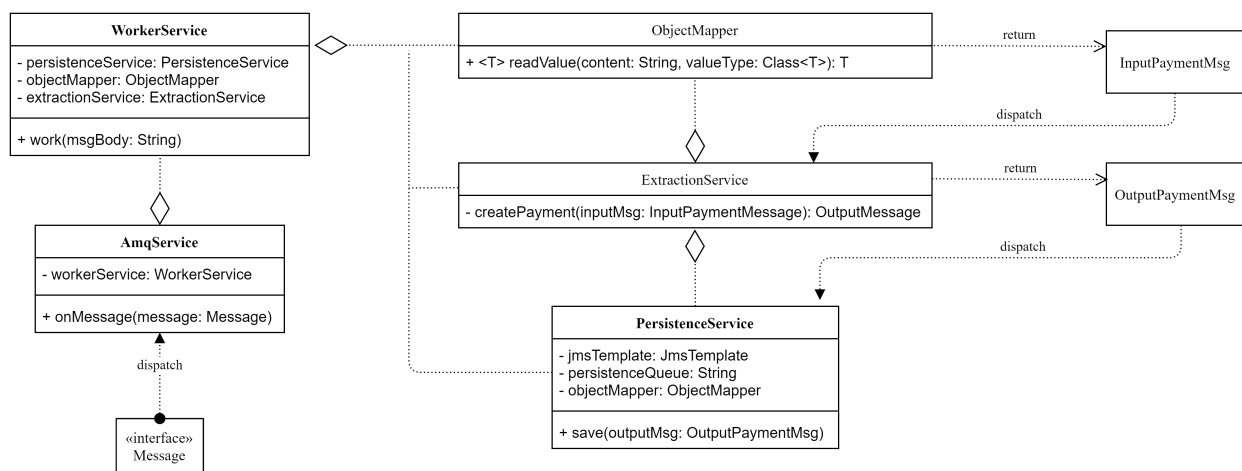 WorkerService
- persistenceService: PersistenceService
- objectMapper: ObjectMapper
- extractionService: ExtractionService
+ work(msgBody: String)
ObjectMapper
+ <T> readValue(content: String, valueType: Class<T>): T
return
InputPaymentMsg
dispatch
ExtractionService
- createPayment(inputMsg: InputPaymentMessage): OutputMessage
return
OutputPaymentMsg
dispatch
AmqService
- workerService: WorkerService
+ onMessage(message: Message)
dispatch
«interface»
Message
PersistenceService
- jmsTemplate: JmsTemplate
- persistenceQueue: String
- objectMapper: ObjectMapper
+ save(outputMsg: OutputPaymentMsg)